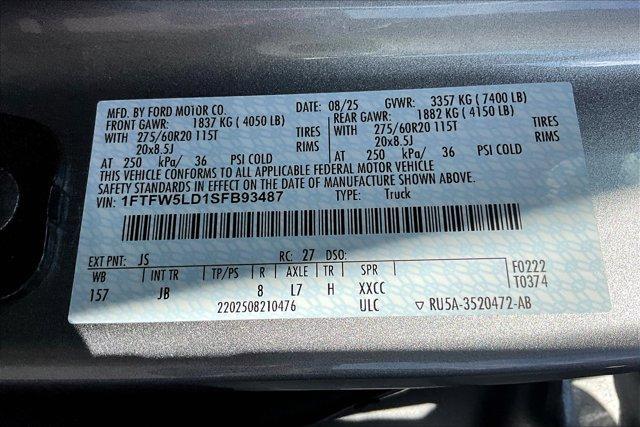 MFD. BY FORD MOTOR CO. DATE: 08/25 GVWR: 3357 KG ( 7400 LB)
FRONT GAWR: 1837 KG ( 4050 LB) REAR GAWR: 1882 KG ( 4150 LB)
WITH 275/60R20 115T TIRES WITH 275/60R20 115T TIRES
20x8.5J RIMS 20x8.5J RIMS
AT 250 kPa/ 36 PSI COLD AT 250 kPa/ 36 PSI COLD
THIS VEHICLE CONFORMS TO ALL APPLICABLE FEDERAL MOTOR VEHICLE
SAFETY STANDARDS IN EFFECT ON THE DATE OF MANUFACTURE SHOWN ABOVE.
VIN: 1FTFW5LD1SFB93487 TYPE: Truck
EXT PNT: JS RC: 27 DSO:
WB INT TR TP/PS R AXLE TR SPR F0222
157 JB 8 L7 H XXCC T0374
2202508210476 ULC ▽ RU5A-3520472-AB